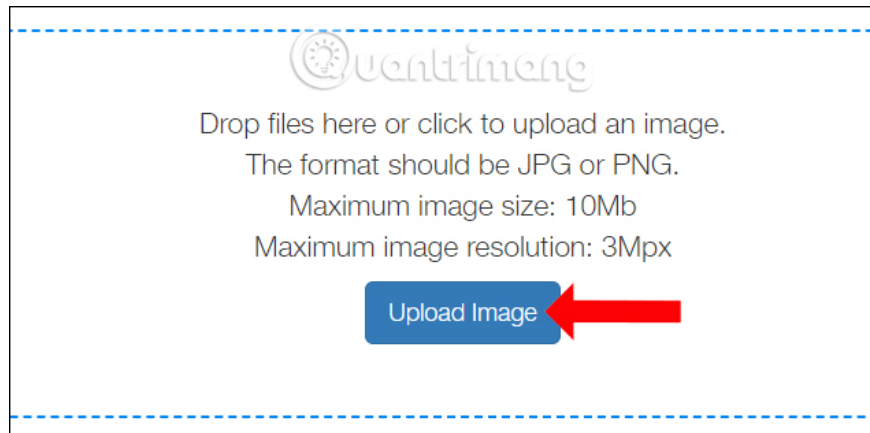 Quantrimang
Drop files here or click to upload an image.
The format should be JPG or PNG.
Maximum image size: 10Mb
Maximum image resolution: 3Mpx
Upload Image